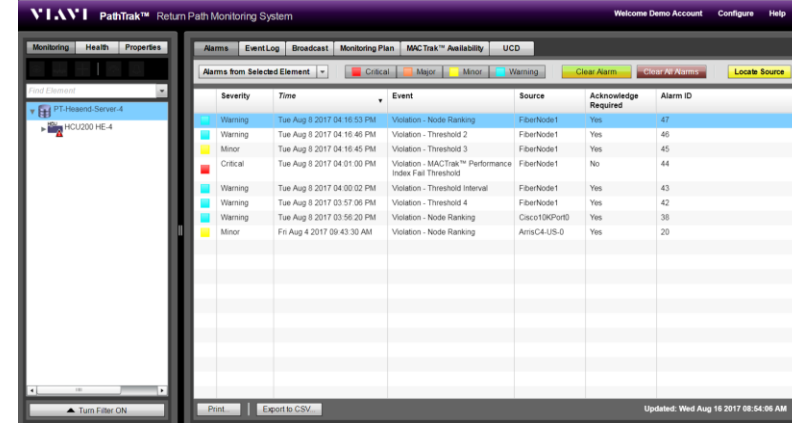 VIAVI PathTrak™ Return Path Monitoring System Welcome Demo Account Configure Help
Monitoring Health Properties
Alarms Event Log Broadcast Monitoring Plan MACTrak™ Availability UCD
Alarms from Selected Element Critical Major Minor Warning Clear Alarm Clear All Alarms Locate Source
Find Element
Severity Time Event Source Acknowledge Required Alarm ID
PT-Heaend-Server-4
HCU200 HE-4
Warning Tue Aug 8 2017 04:16:53 PM Violation - Node Ranking FiberNode1 Yes 47
Warning Tue Aug 8 2017 04:16:46 PM Violation - Threshold 2 FiberNode1 Yes 46
Minor Tue Aug 8 2017 04:16:45 PM Violation - Threshold 3 FiberNode1 Yes 45
Critical Tue Aug 8 2017 04:01:00 PM Violation - MACTrak™ Performance Index Fail Threshold FiberNode1 No 44
Warning Tue Aug 8 2017 04:00:02 PM Violation - Threshold Interval FiberNode1 Yes 43
Warning Tue Aug 8 2017 03:57:06 PM Violation - Threshold 4 FiberNode1 Yes 42
Warning Tue Aug 8 2017 03:56:20 PM Violation - Node Ranking Cisco10KPort0 Yes 38
Minor Fri Aug 4 2017 09:43:30 AM Violation - Node Ranking ArrisC4-US-0 Yes 20
Turn Filter ON
Print... Export to CSV... Updated: Wed Aug 16 2017 08:54:06 AM